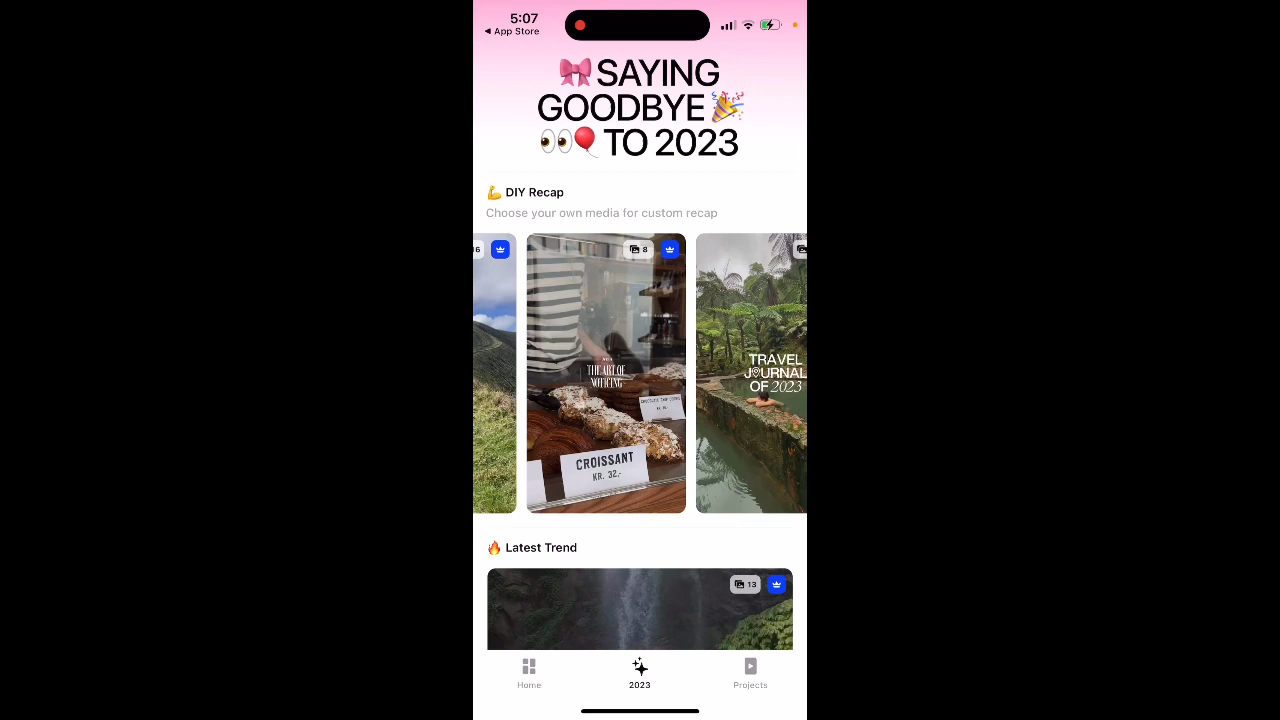 5:07
◀ App Store
SAYING
GOODBYE
TO 2023
DIY Recap
Choose your own media for custom recap
16
8
THE ART OF
NOTICING
CROISSANT
KR. 32,-
TRAVEL
JOURNAL
OF 2023
Latest Trend
13
Home
2023
Projects